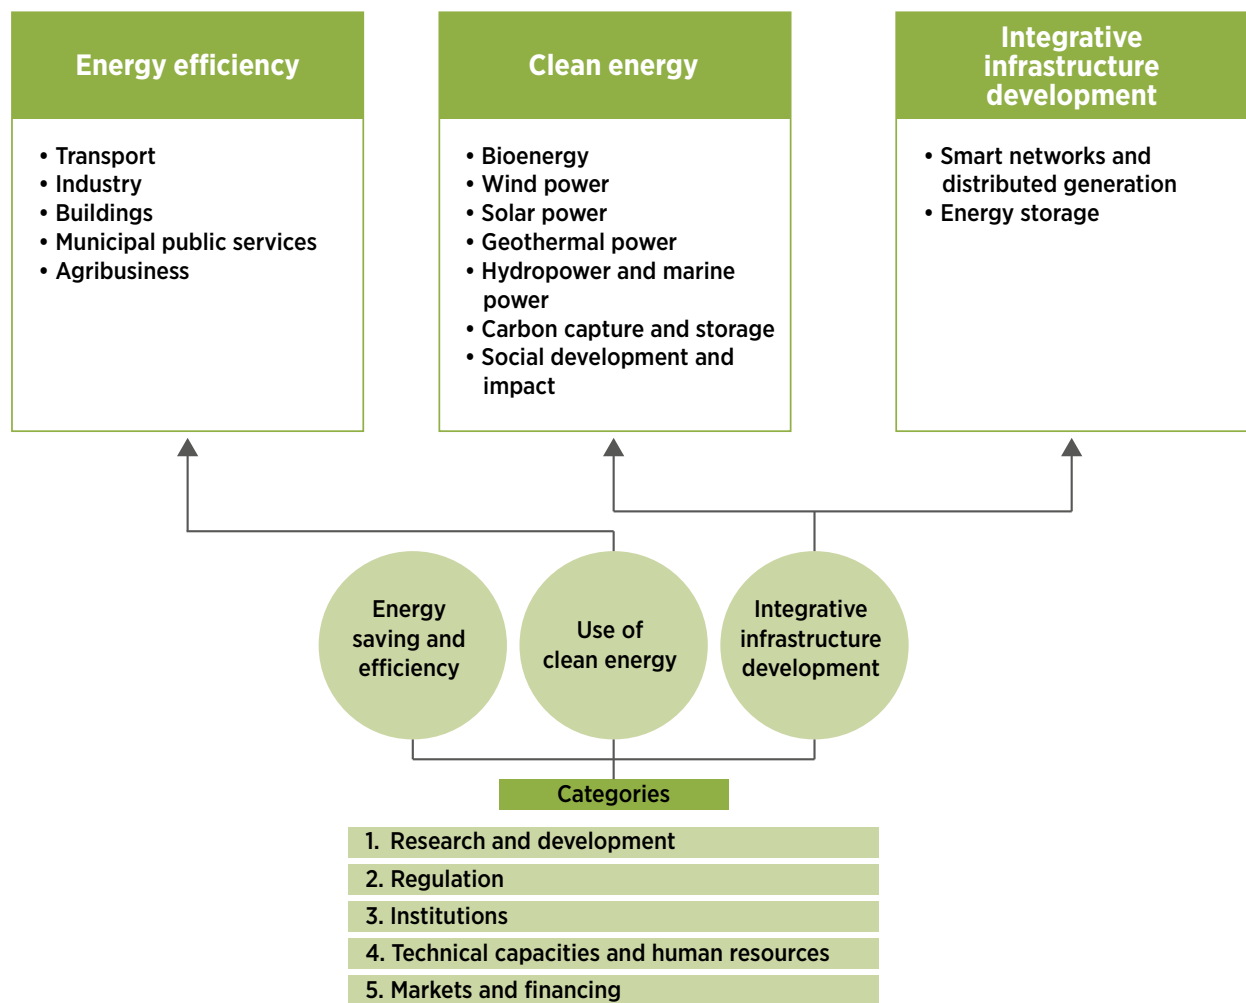 Energy efficiency
• Transport
• Industry
• Buildings
• Municipal public services
• Agribusiness
Clean energy
• Bioenergy
• Wind power
• Solar power
• Geothermal power
• Hydropower and marine
power
• Carbon capture and storage
• Social development and
impact
Integrative
infrastructure
development
• Smart networks and
distributed generation
• Energy storage
Energy
saving and
efficiency
Use of
clean energy
Integrative
infrastructure
development
Categories
1. Research and development
2. Regulation
3. Institutions
4. Technical capacities and human resources
5. Markets and financing